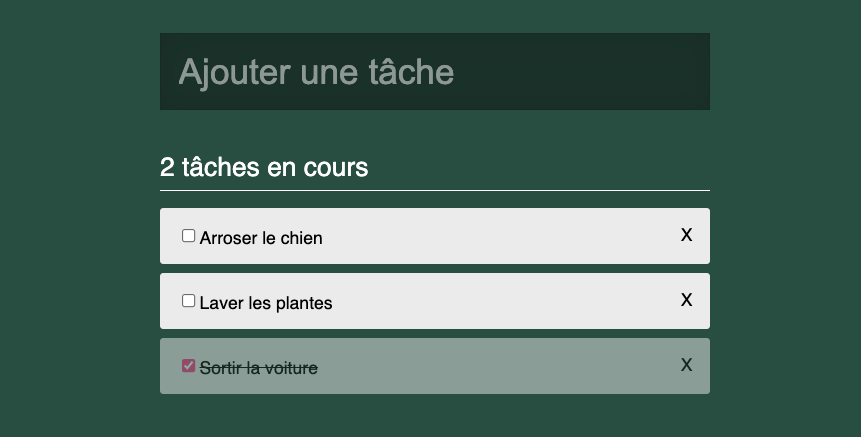 Ajouter une tâche
2 tâches en cours
Arroser le chien X
Laver les plantes X
Sortir la voiture X